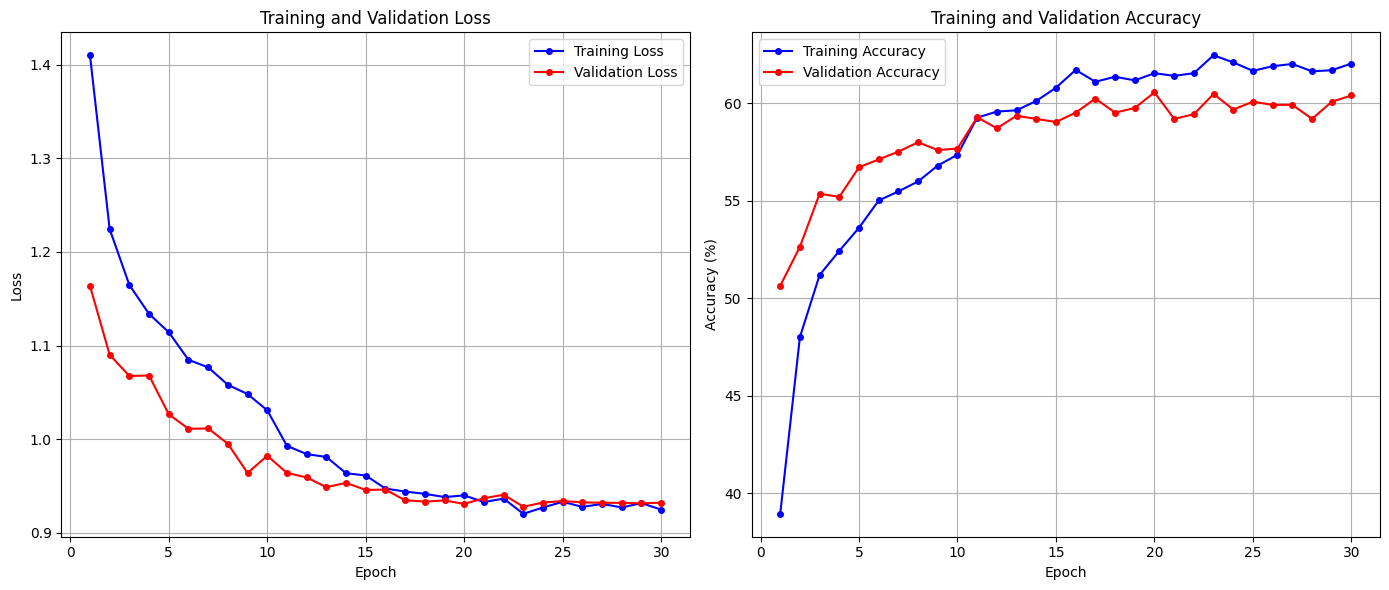 Training and Validation Loss
Training Loss
Validation Loss
1.4
1.3
1.2
1.1
1.0
0.9
Loss
0 5 10 15 20 25 30
Epoch
Training and Validation Accuracy
Training Accuracy
Validation Accuracy
60
55
50
45
40
Accuracy (%)
0 5 10 15 20 25 30
Epoch